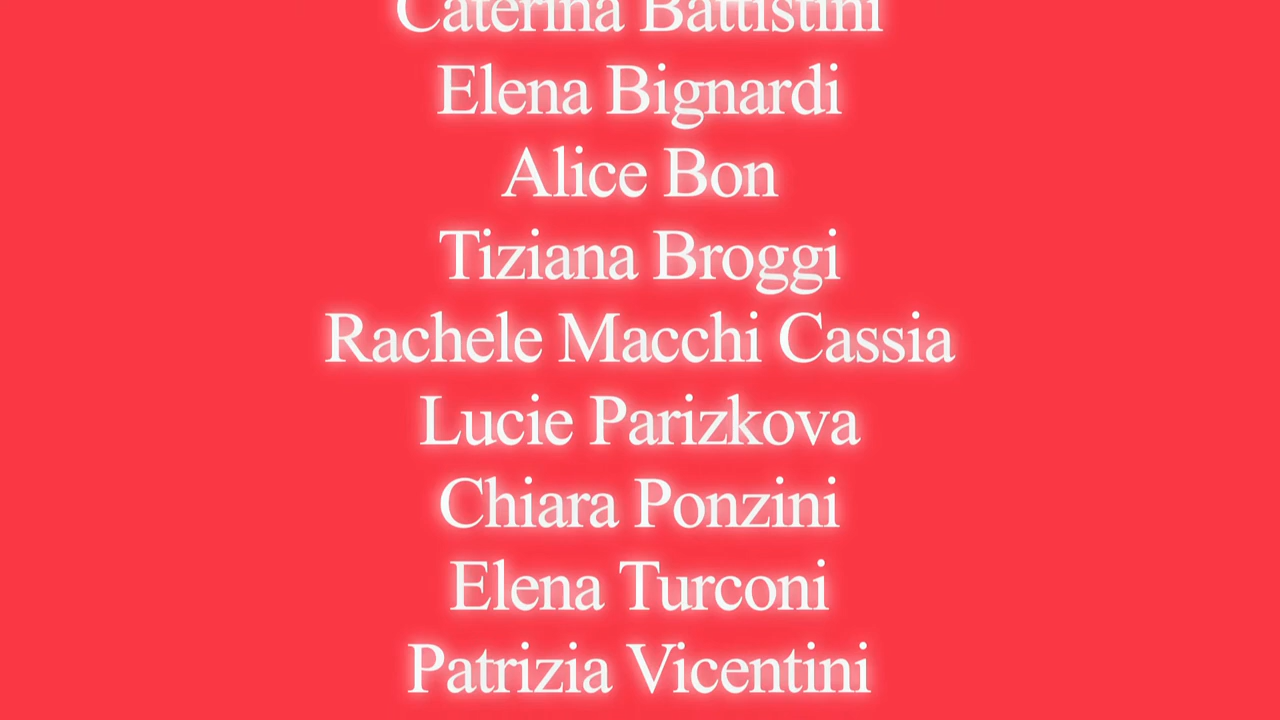 Caterina Battistini
Elena Bignardi
Alice Bon
Tiziana Broggi
Rachele Macchi Cassia
Lucie Parizkova
Chiara Ponzini
Elena Turconi
Patrizia Vicentini